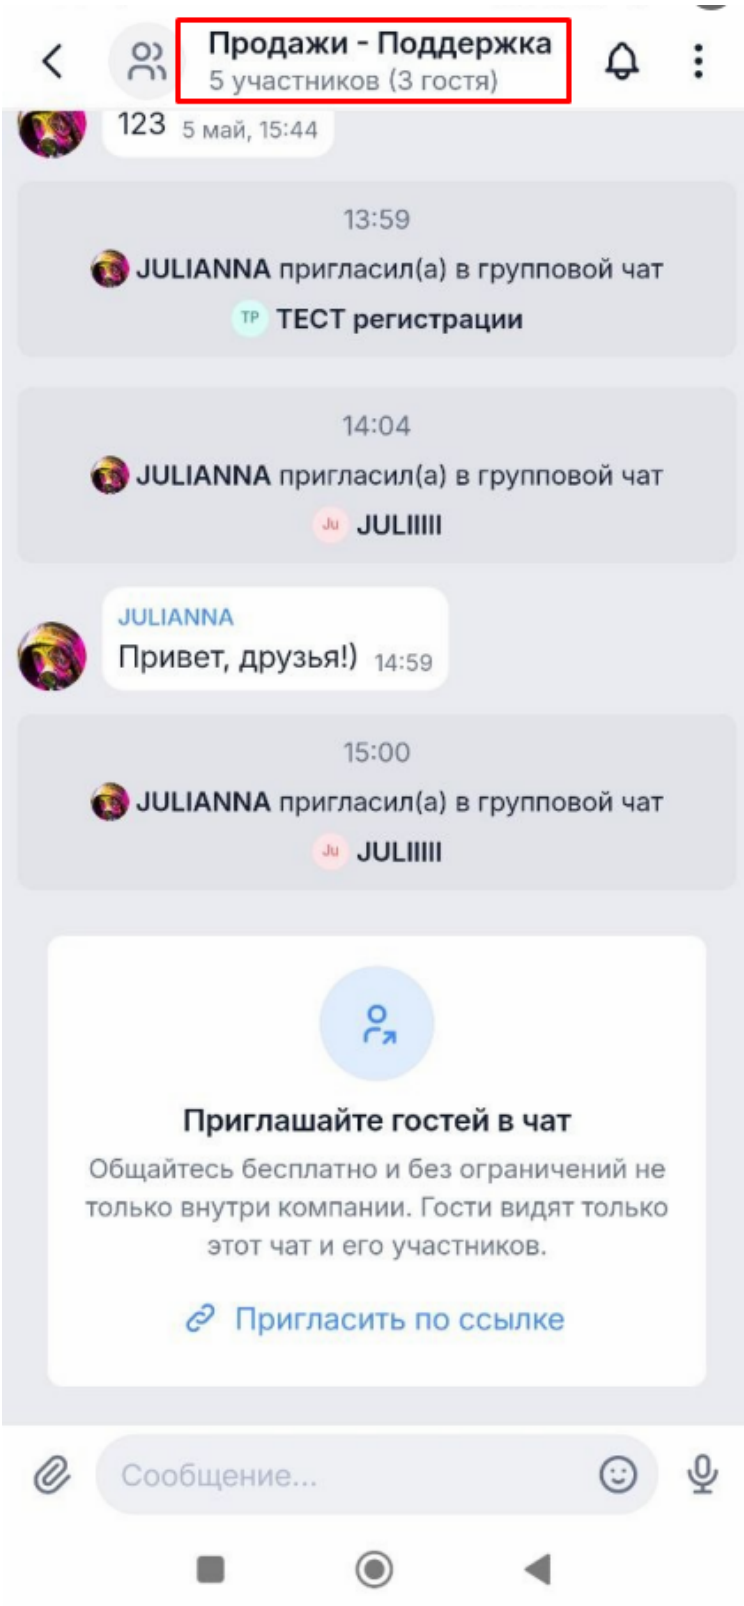 Продажи - Поддержка
5 участников (3 гостя)
123 5 май, 15:44
13:59
JULIANNA пригласил(а) в групповой чат
ТР ТЕСТ регистрации
14:04
JULIANNA пригласил(а) в групповой чат
Ju JULIIIII
JULIANNA
Привет, друзья!) 14:59
15:00
JULIANNA пригласил(а) в групповой чат
Ju JULIIIII
Приглашайте гостей в чат
Общайтесь бесплатно и без ограничений не
только внутри компании. Гости видят только
этот чат и его участников.
Пригласить по ссылке
Сообщение...